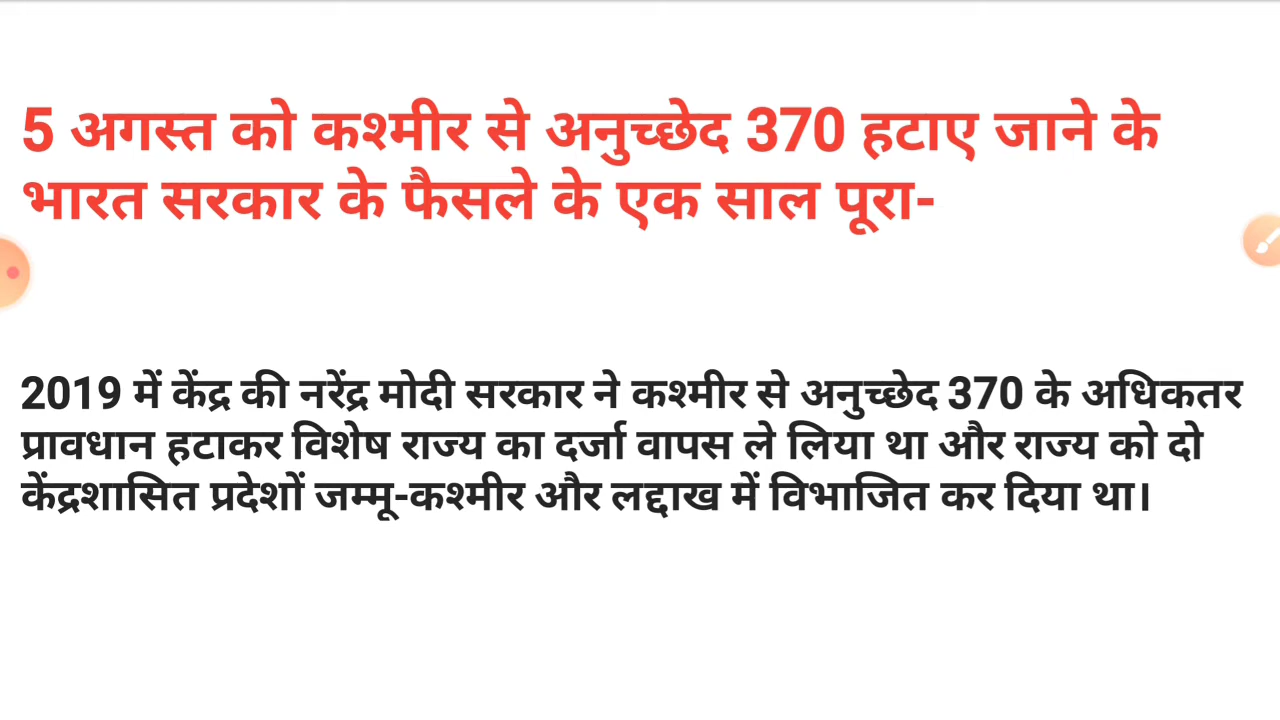 5 अगस्त को कश्मीर से अनुच्छेद 370 हटाए जाने के
भारत सरकार के फैसले के एक साल पूरा-
2019 में केंद्र की नरेंद्र मोदी सरकार ने कश्मीर से अनुच्छेद 370 के अधिकतर
प्रावधान हटाकर विशेष राज्य का दर्जा वापस ले लिया था और राज्य को दो
केंद्रशासित प्रदेशों जम्मू-कश्मीर और लद्दाख में विभाजित कर दिया था।